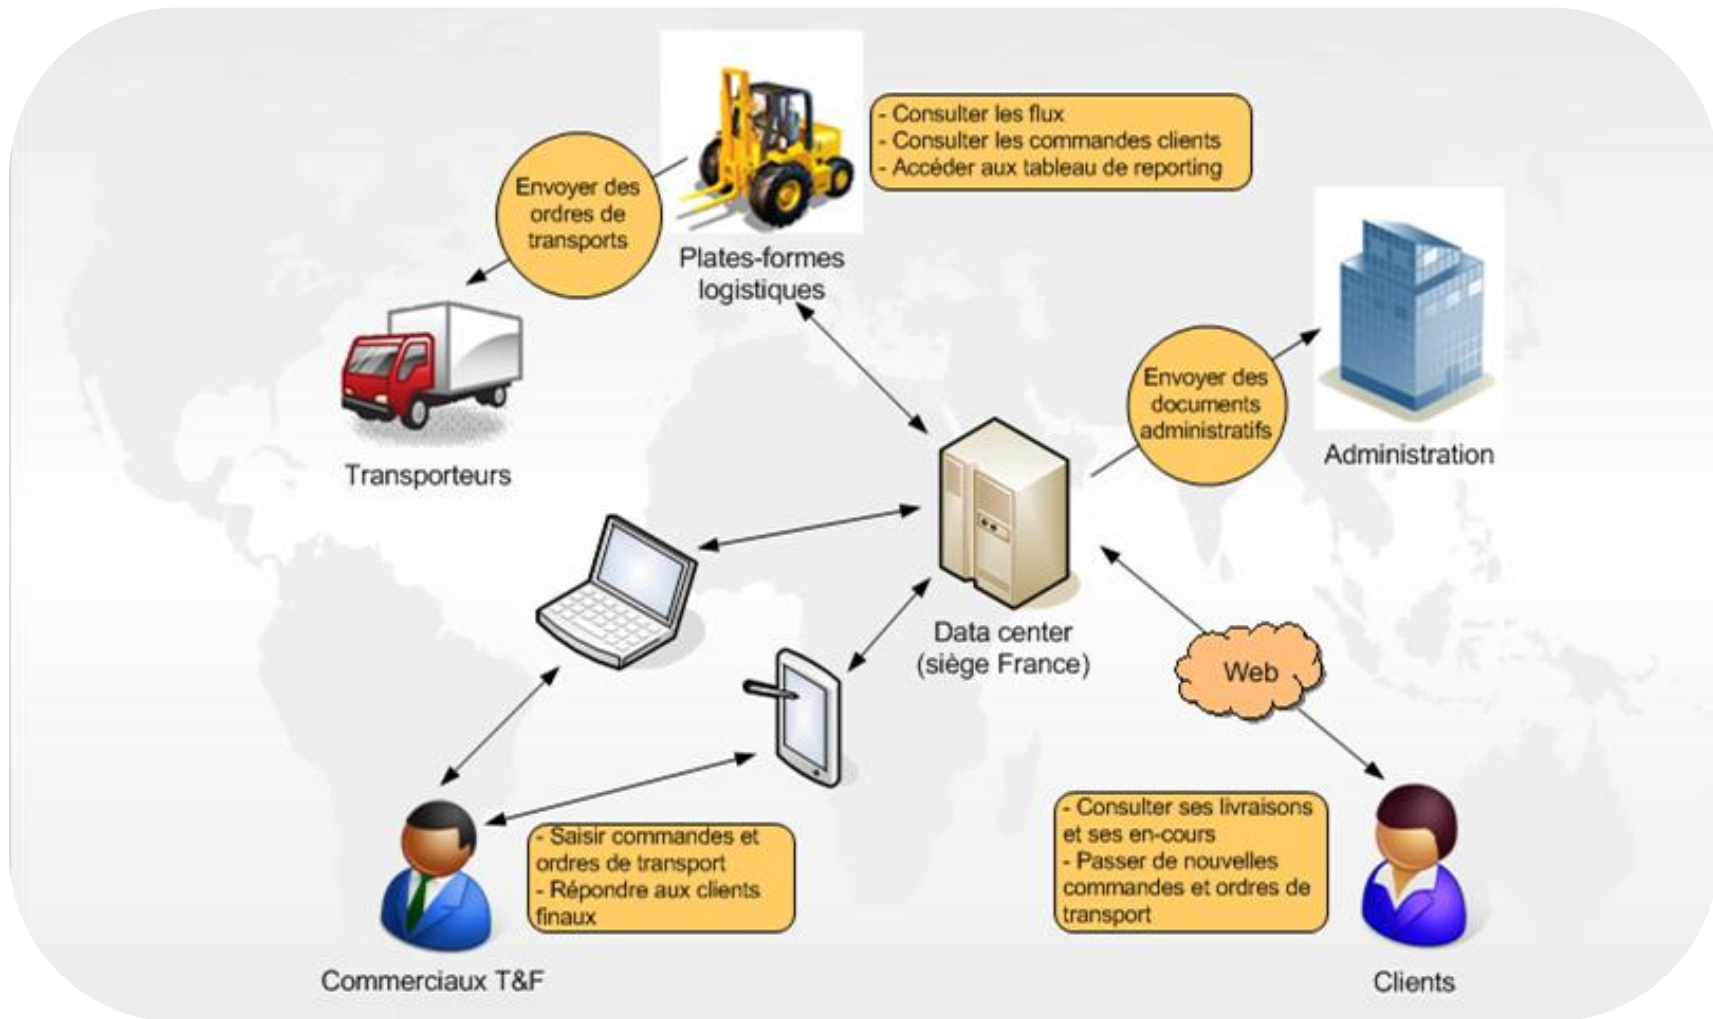 - Consulter les flux
- Consulter les commandes clients
- Accéder aux tableau de reporting
Envoyer des
ordres de
transports
Plates-formes
logistiques
Envoyer des
documents
administratifs
Administration
Transporteurs
Data center
(siège France)
Web
- Saisir commandes et
ordres de transport
- Répondre aux clients
finaux
- Consulter ses livraisons
et ses en-cours
- Passer de nouvelles
commandes et ordres de
transport
Commerciaux T&F
Clients